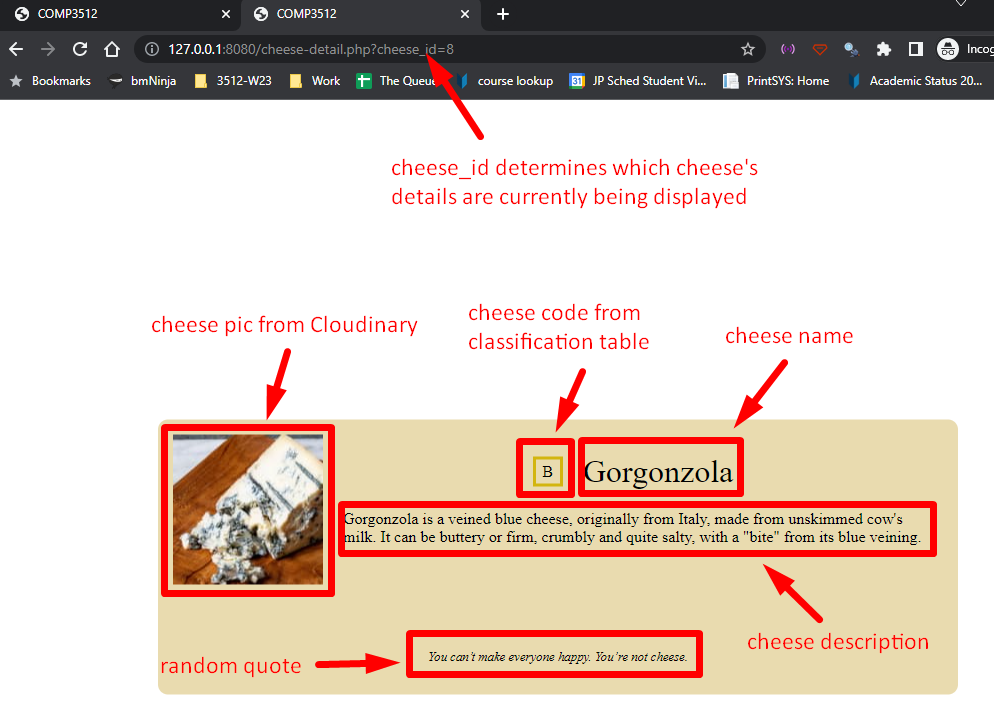 COMP3512
COMP3512
127.0.0.1:8080/cheese-detail.php?cheese_id=8
Incog
Bookmarks
bmNinja
3512-W23
Work
The Queue
course lookup
31
JP Sched Student Vi...
PrintSYS: Home
Academic Status 20...
cheese_id determines which cheese's
details are currently being displayed
cheese pic from Cloudinary
cheese code from
classification table
cheese name
B
Gorgonzola
Gorgonzola is a veined blue cheese, originally from Italy, made from unskimmed cow's
milk. It can be buttery or firm, crumbly and quite salty, with a "bite" from its blue veining.
cheese description
random quote
You can't make everyone happy. You're not cheese.